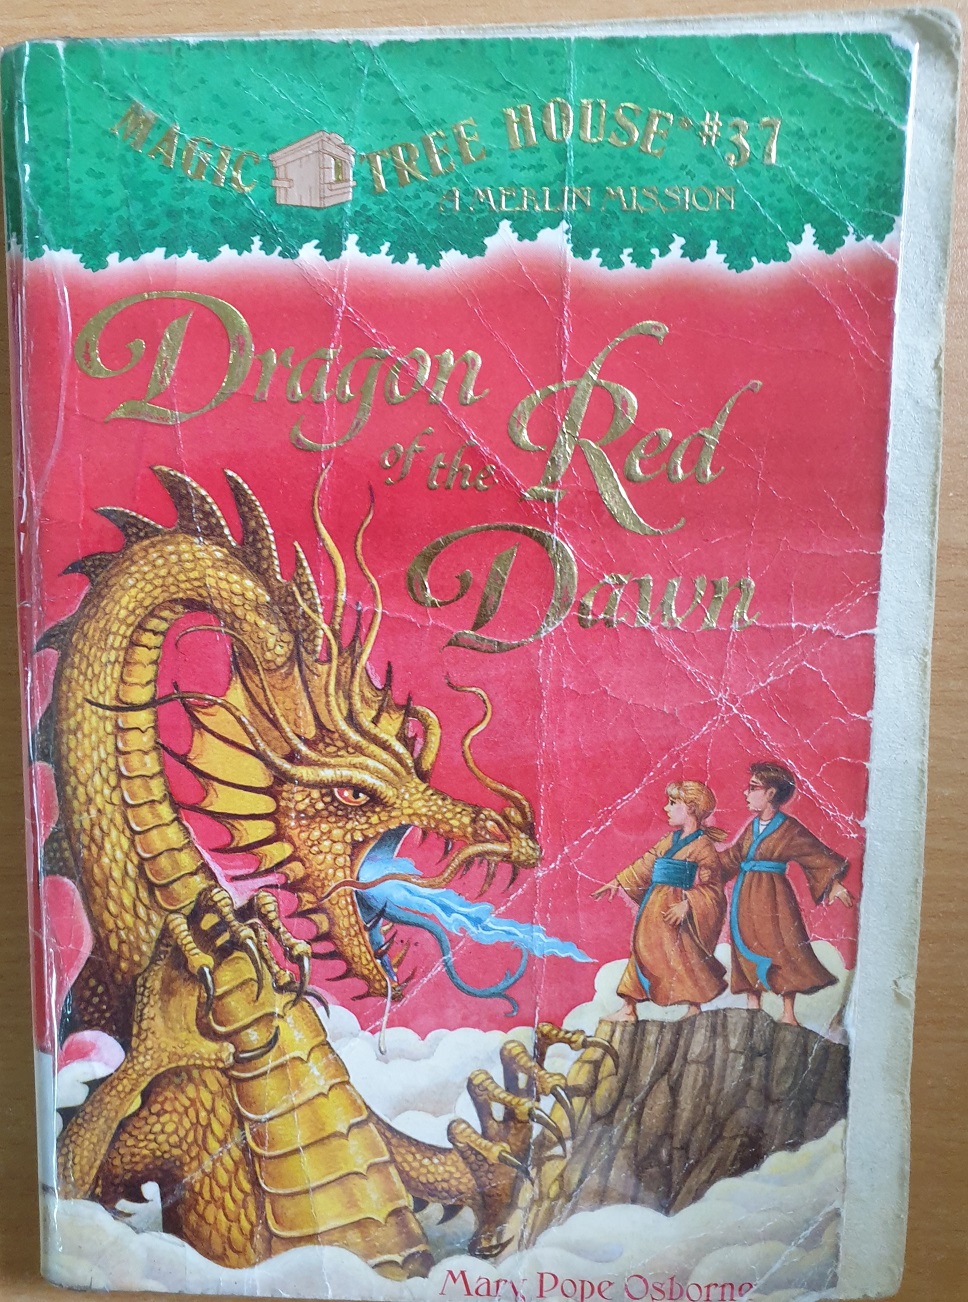 MAGIC TREE HOUSE® #37
A MERLIN MISSION
Dragon
of the Red
Dawn
Mary Pope Osborne